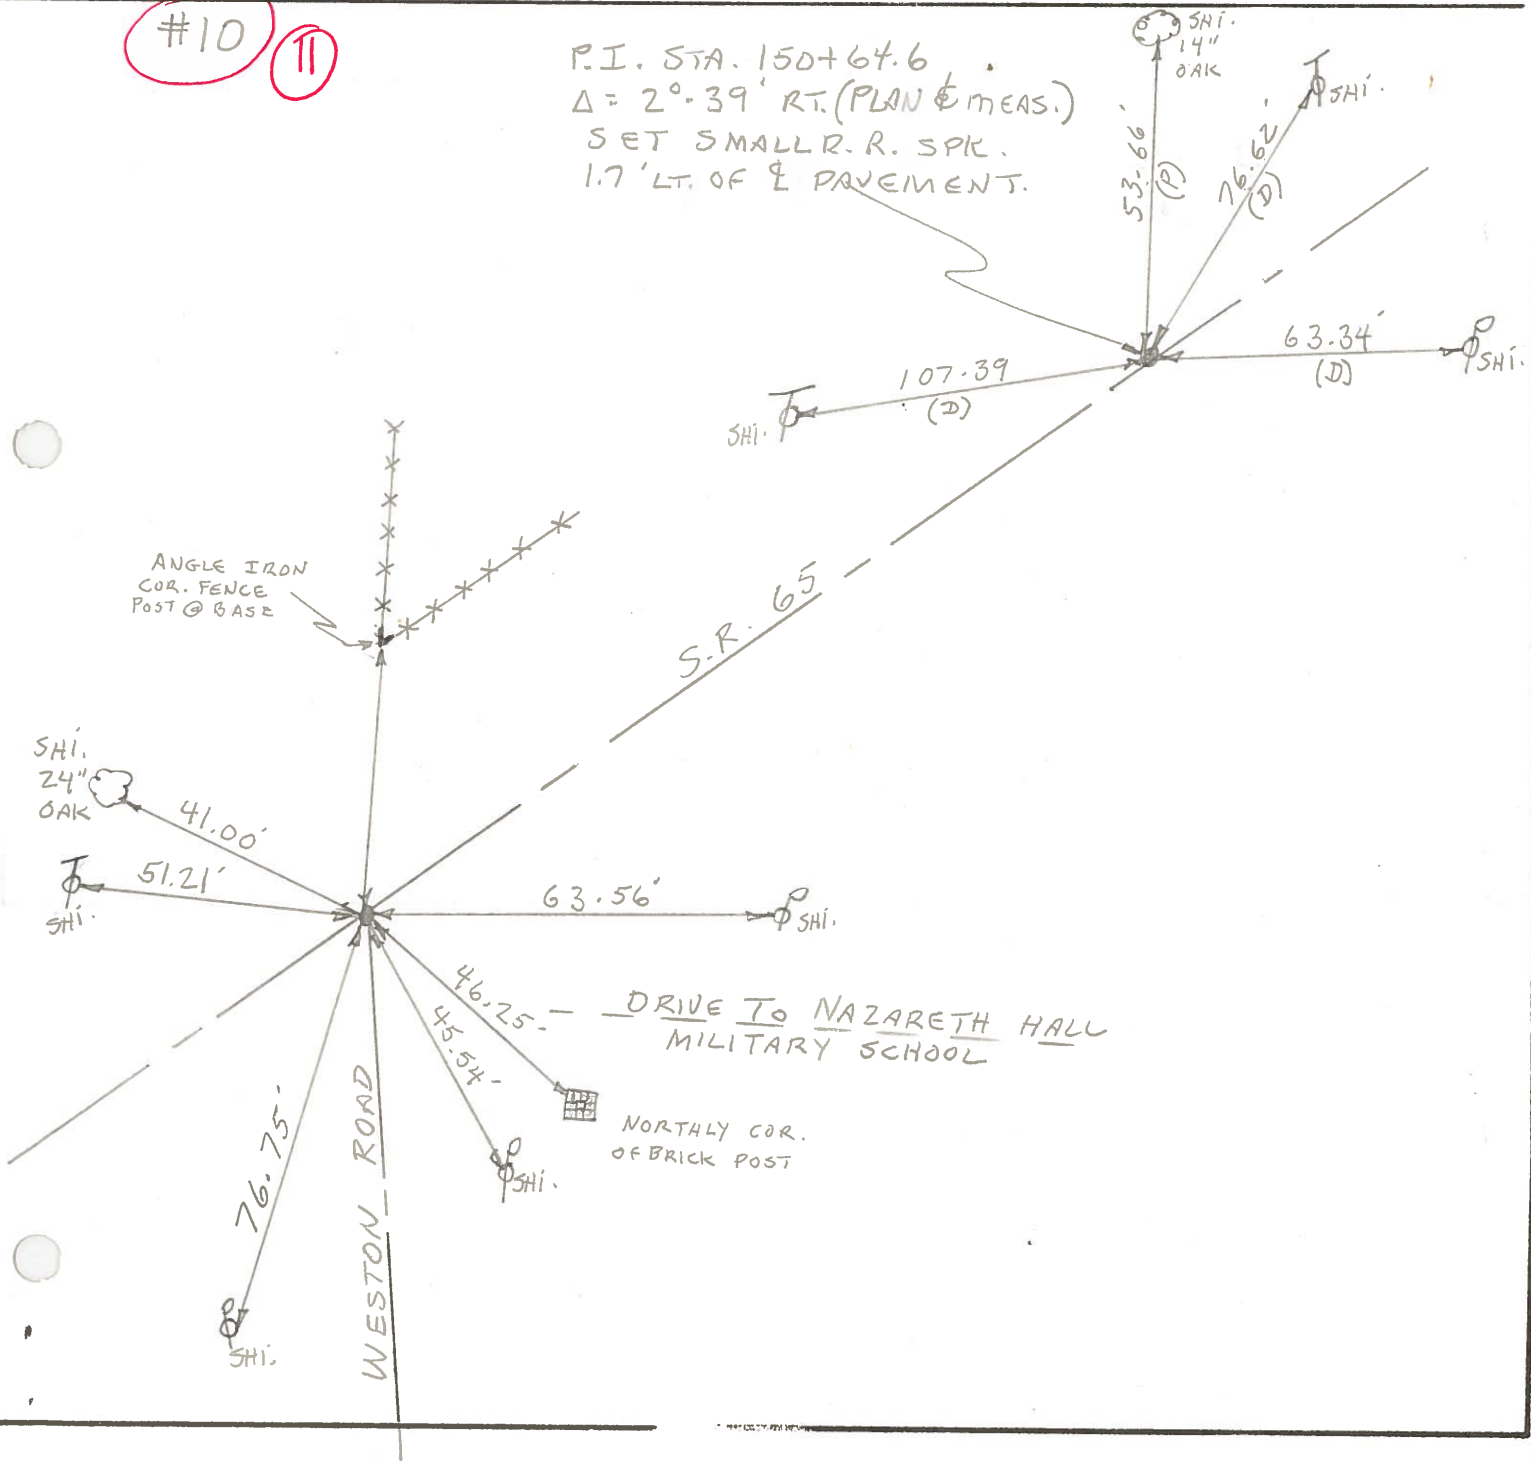 #10
11
P.I. STA. 150+64.6
Δ = 2°-39' RT. (PLAN & MEAS.)
SET SMALL R.R. SPK.
1.7' LT. OF ℄ PAVEMENT.
SHi.
14"
OAK
SHi.
53.66'
(P)
76.62'
(D)
107.39
(D)
63.34'
(D)
SHi.
SHi.
ANGLE IRON
COR. FENCE
POST @ BASE
S.R. 65
SHi.
24"
OAK
41.00'
51.21'
SHi.
63.56'
SHi.
46.25'
45.54'
DRIVE TO NAZARETH HALL
MILITARY SCHOOL
NORTHLY COR.
OF BRICK POST
SHi.
76.75'
WESTON ROAD
SHi.